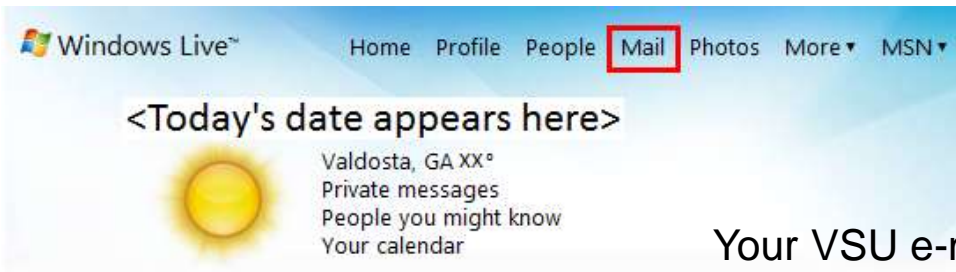 Windows Live™ Home Profile People Mail Photos More ▾ MSN ▾
<Today's date appears here>
Valdosta, GA XX°
Private messages
People you might know
Your calendar
Your VSU